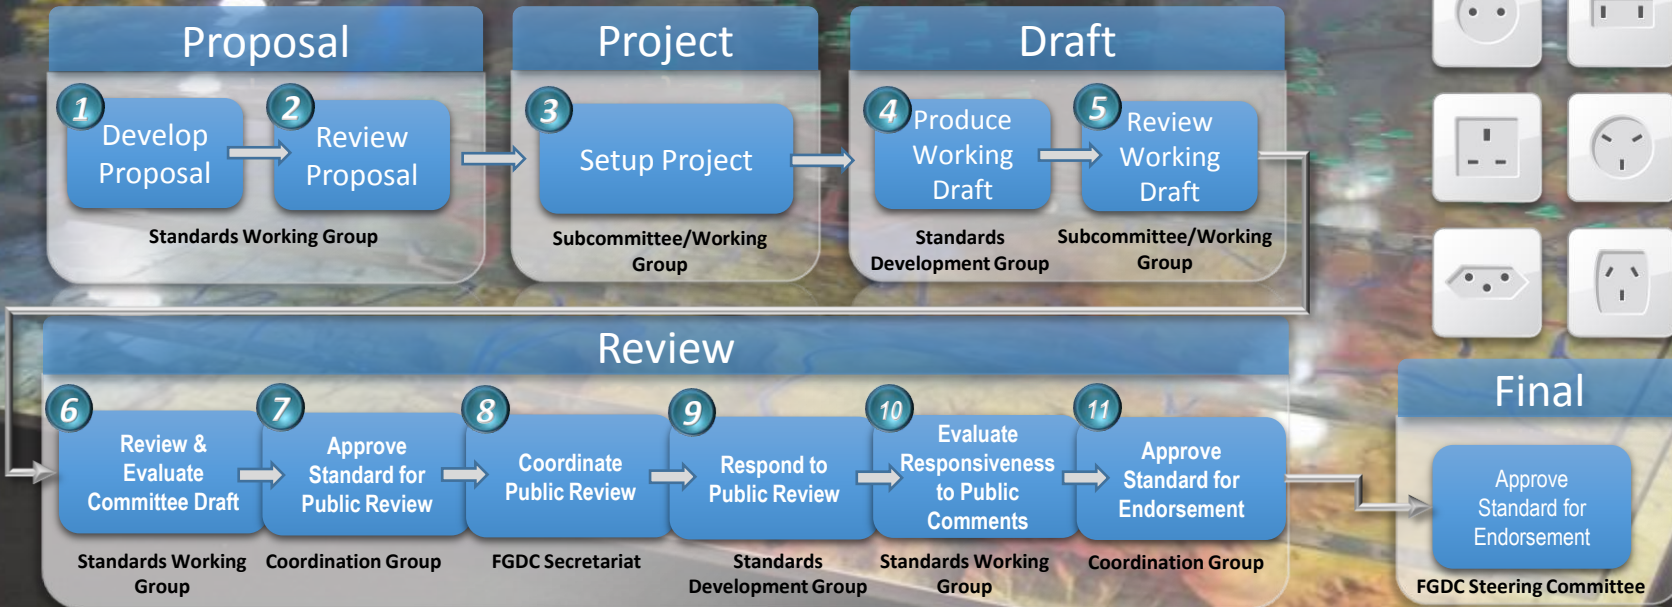 Proposal
1
Develop
Proposal
2
Review
Proposal
Standards Working Group
Project
3
Setup Project
Subcommittee/Working
Group
Draft
4
Produce
Working
Draft
Standards
Development Group
5
Review
Working
Draft
Subcommittee/Working
Group
Review
6
Review &
Evaluate
Committee Draft
Standards Working
Group
7
Approve
Standard for
Public Review
Coordination Group
8
Coordinate
Public Review
FGDC Secretariat
9
Respond to
Public Review
Standards
Development Group
10
Evaluate
Responsiveness
to Public
Comments
Standards Working
Group
11
Approve
Standard for
Endorsement
Coordination Group
Final
Approve
Standard for
Endorsement
FGDC Steering Committee